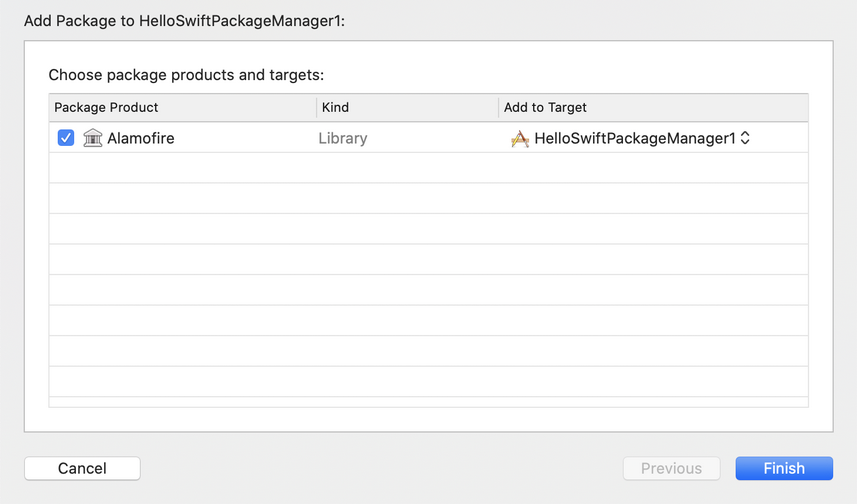 Add Package to HelloSwiftPackageManager1:
Choose package products and targets:
Package Product Kind Add to Target
Alamofire Library HelloSwiftPackageManager1
Cancel Previous Finish